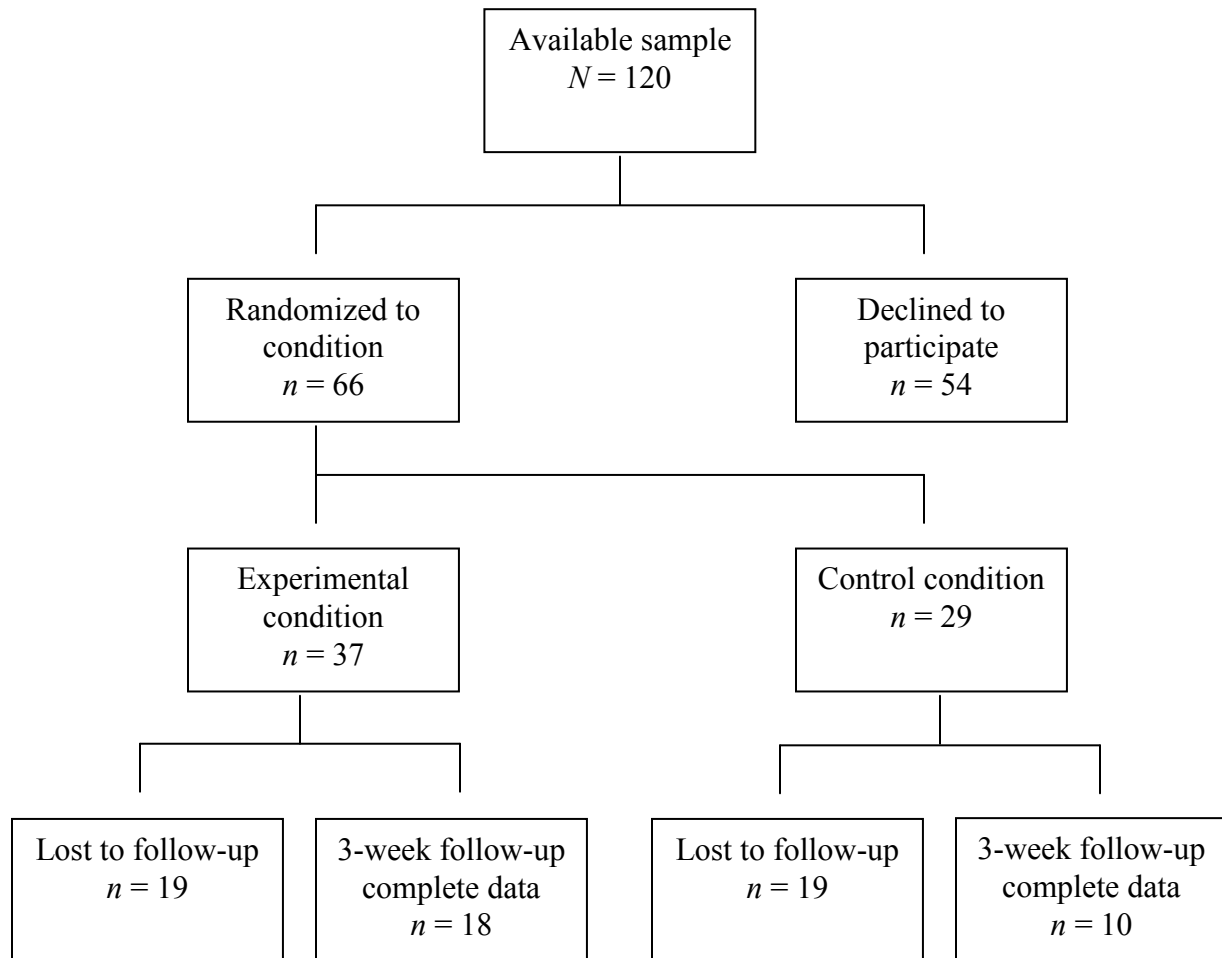 Available sample
N = 120
Randomized to
condition
n = 66
Declined to
participate
n = 54
Experimental
condition
n = 37
Control condition
n = 29
Lost to follow-up
n = 19
3-week follow-up
complete data
n = 18
Lost to follow-up
n = 19
3-week follow-up
complete data
n = 10